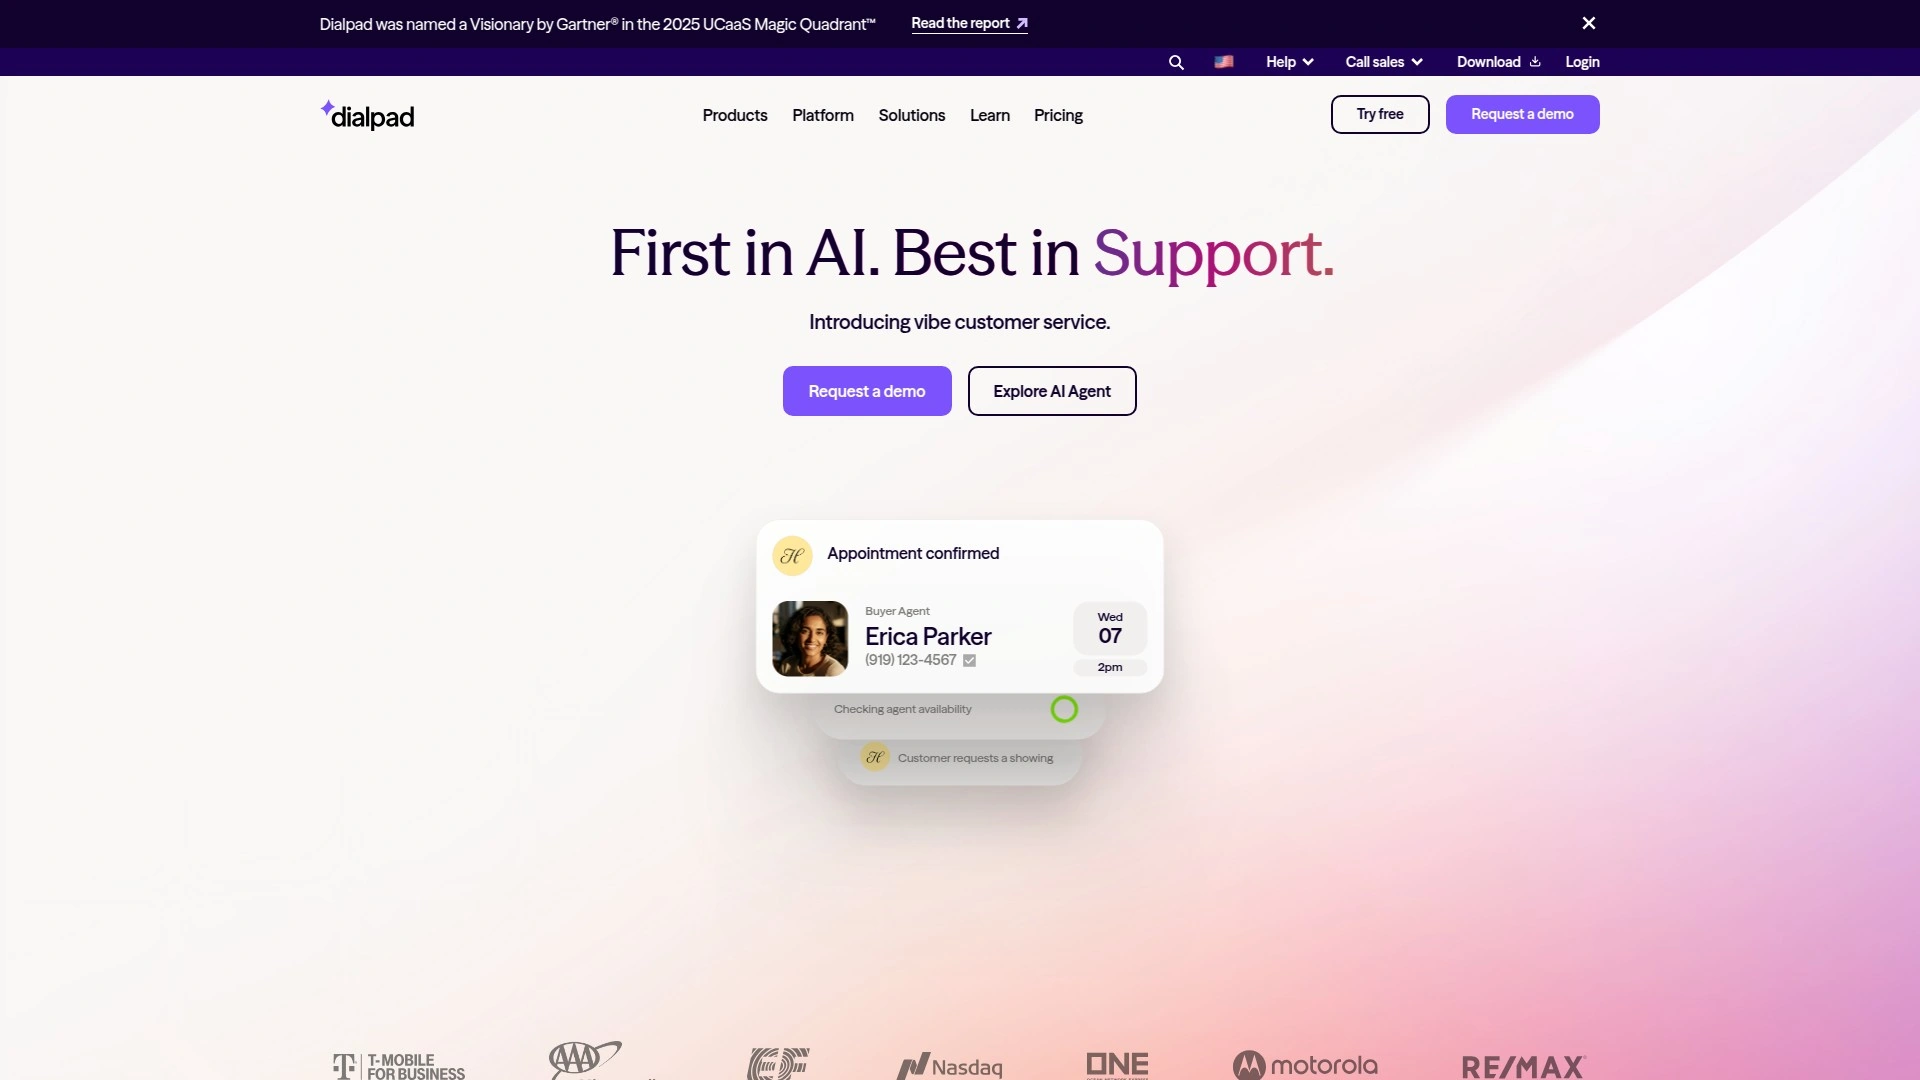 Dialpad was named a Visionary by Gartner® in the 2025 UCaaS Magic Quadrant™ Read the report
Help Call sales Download Login
dialpad Products Platform Solutions Learn Pricing Try free Request a demo
First in AI. Best in Support.
Introducing vibe customer service.
Request a demo Explore AI Agent
H Appointment confirmed
Buyer Agent
Erica Parker
(919) 123-4567
Wed
07
2pm
Checking agent availability
H Customer requests a showing
T T-MOBILE
FOR BUSINESS
AAA
EF
Nasdaq
ONE
motorola
RE/MAX